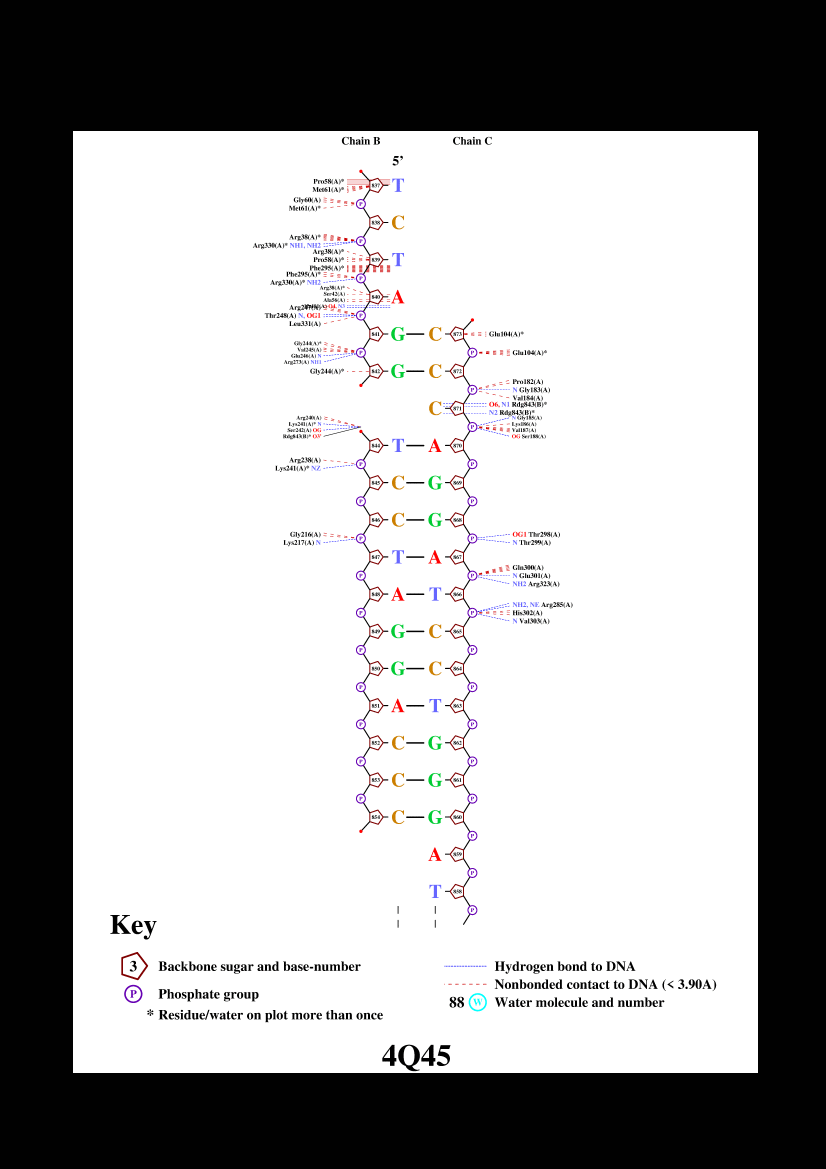 Chain B Chain C
5'
Pro58(A)* 837 T
Met61(A)*
Gly60(A) P
Met61(A)*
838 C
Arg38(A)* P
Arg330(A)* NH1, NH2
Arg38(A)*
Pro58(A)* 839 T
Phe295(A)*
Phe295(A)* P
Arg330(A)* NH2
Arg38(A)*
Ser42(A) 840 A
Ala56(A)
Thr248(A) N, OG1 P
Leu331(A)
841 G C 873 Glu104(A)*
Gly244(A)*
Val245(A) P P Glu104(A)*
Glu246(A) N
Arg273(A) NH1
Gly244(A)* 842 G C 872
Pro182(A)
P N Gly183(A)
Val184(A)
C 871 O6, N1 Rdg843(B)*
N2 Rdg843(B)*
Arg240(A) N Gly185(A)
Lys241(A)* N P Lys186(A)
Ser242(A) OG Val187(A)
Rdg843(B)* O3' OG Ser188(A)
844 T A 870
Arg238(A) P P
Lys241(A)* NZ
845 C G 869
P P
846 C G 868
Gly216(A) P P OG1 Thr298(A)
Lys217(A) N N Thr299(A)
847 T A 867
Gln300(A)
P P N Glu301(A)
NH2 Arg323(A)
848 A T 866
NH2, NE Arg285(A)
P P His302(A)
N Val303(A)
849 G C 865
P P
850 G C 864
P P
851 A T 863
P P
852 C G 862
P P
853 C G 861
P P
854 C G 860
P
A 859
P
T 858
P
Key
3 Backbone sugar and base-number Hydrogen bond to DNA
Nonbonded contact to DNA (< 3.90A)
P Phosphate group
88 W Water molecule and number
* Residue/water on plot more than once
4Q45